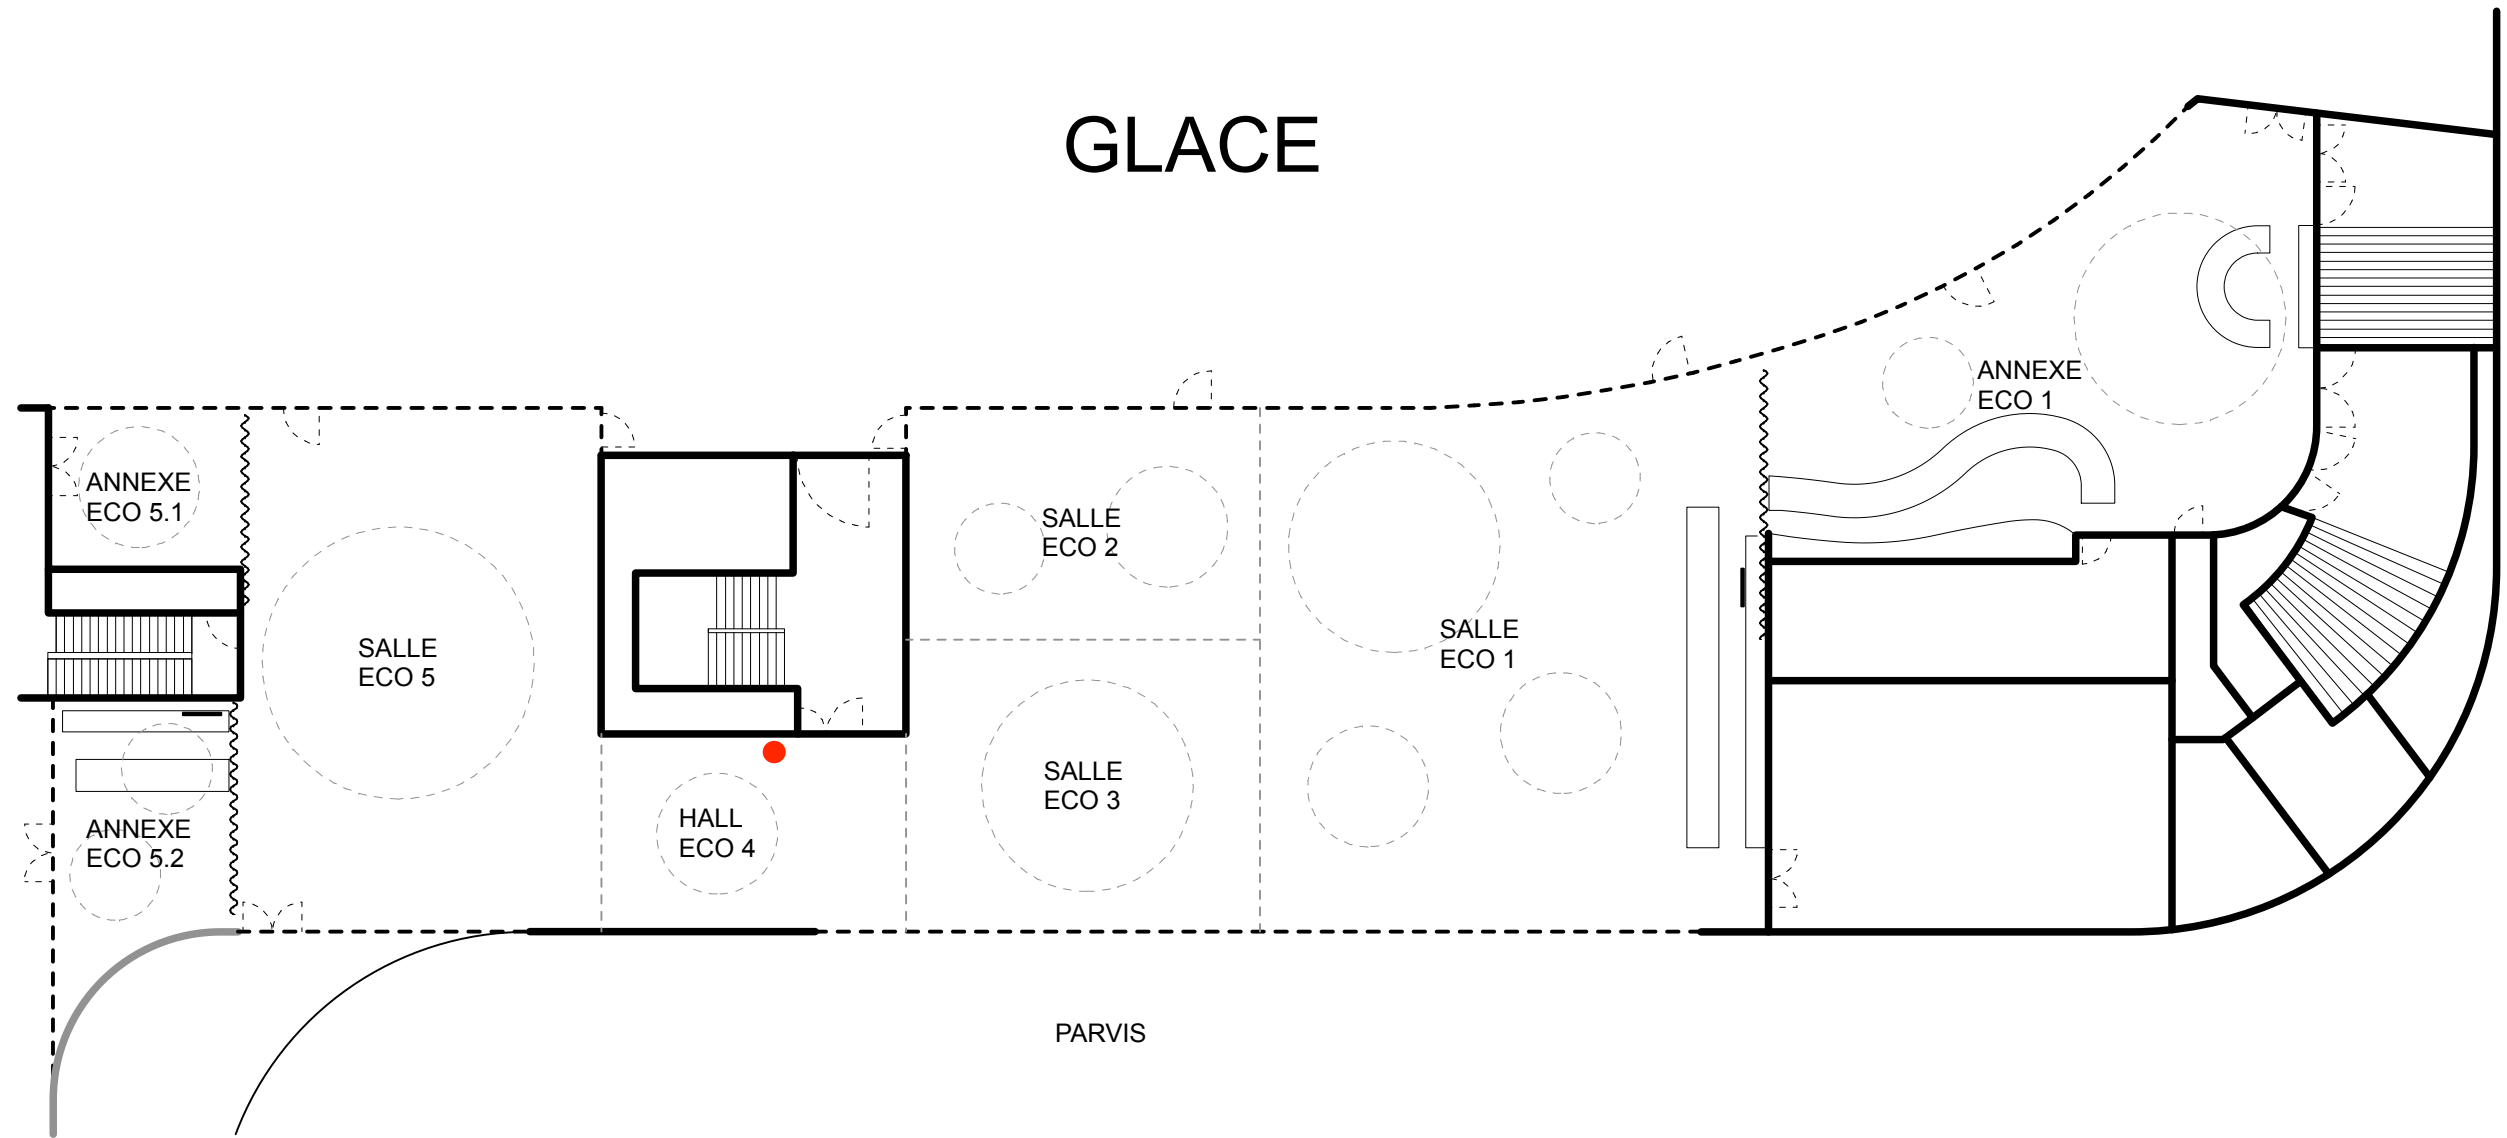 GLACE
ANNEXE
ECO 1
ANNEXE
ECO 5.1
SALLE
ECO 2
SALLE
ECO 5
SALLE
ECO 1
SALLE
ECO 3
HALL
ECO 4
ANNEXE
ECO 5.2
PARVIS